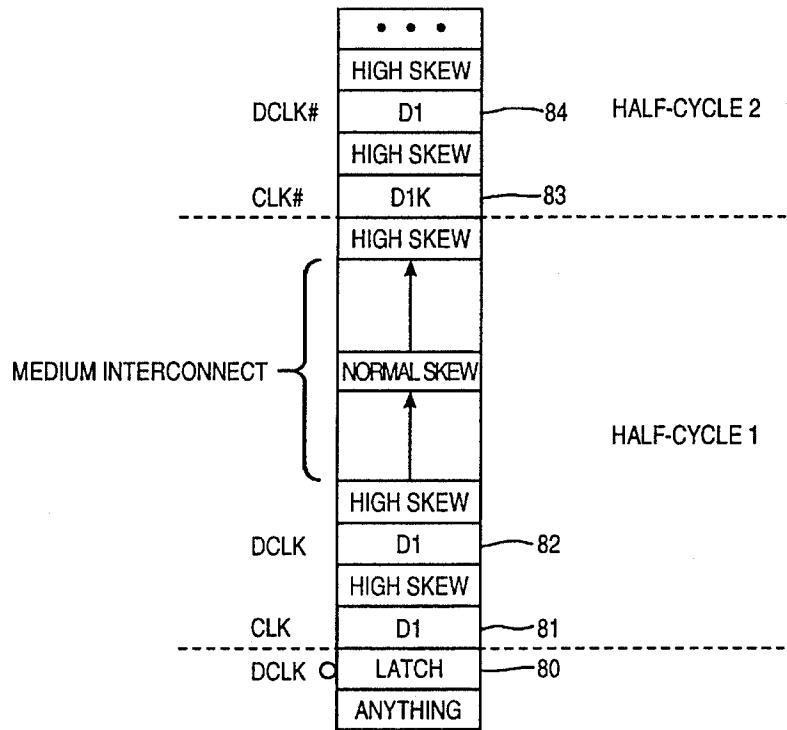 • • •
HIGH SKEW
DCLK# D1 84 HALF-CYCLE 2
HIGH SKEW
CLK# D1K 83
HIGH SKEW
MEDIUM INTERCONNECT NORMAL SKEW
HALF-CYCLE 1
HIGH SKEW
DCLK D1 82
HIGH SKEW
CLK D1 81
DCLK LATCH 80
ANYTHING